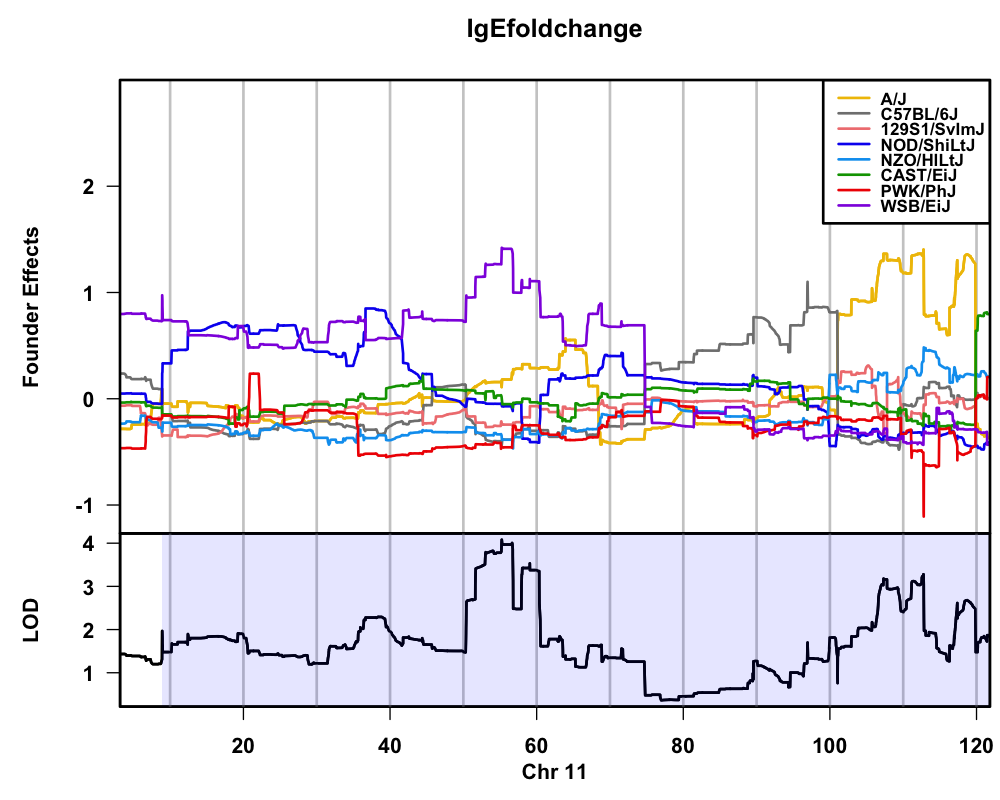 IgEfoldchange
A/J
C57BL/6J
129S1/SvImJ
NOD/ShiLtJ
NZO/HlLtJ
CAST/EiJ
PWK/PhJ
WSB/EiJ
Founder Effects
2
1
0
-1
LOD
4
3
2
1
20 40 60 80 100 120
Chr 11